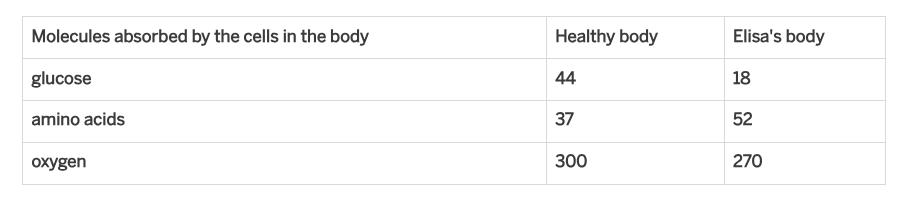 Molecules absorbed by the cells in the body Healthy body Elisa's body
glucose 44 18
amino acids 37 52
oxygen 300 270